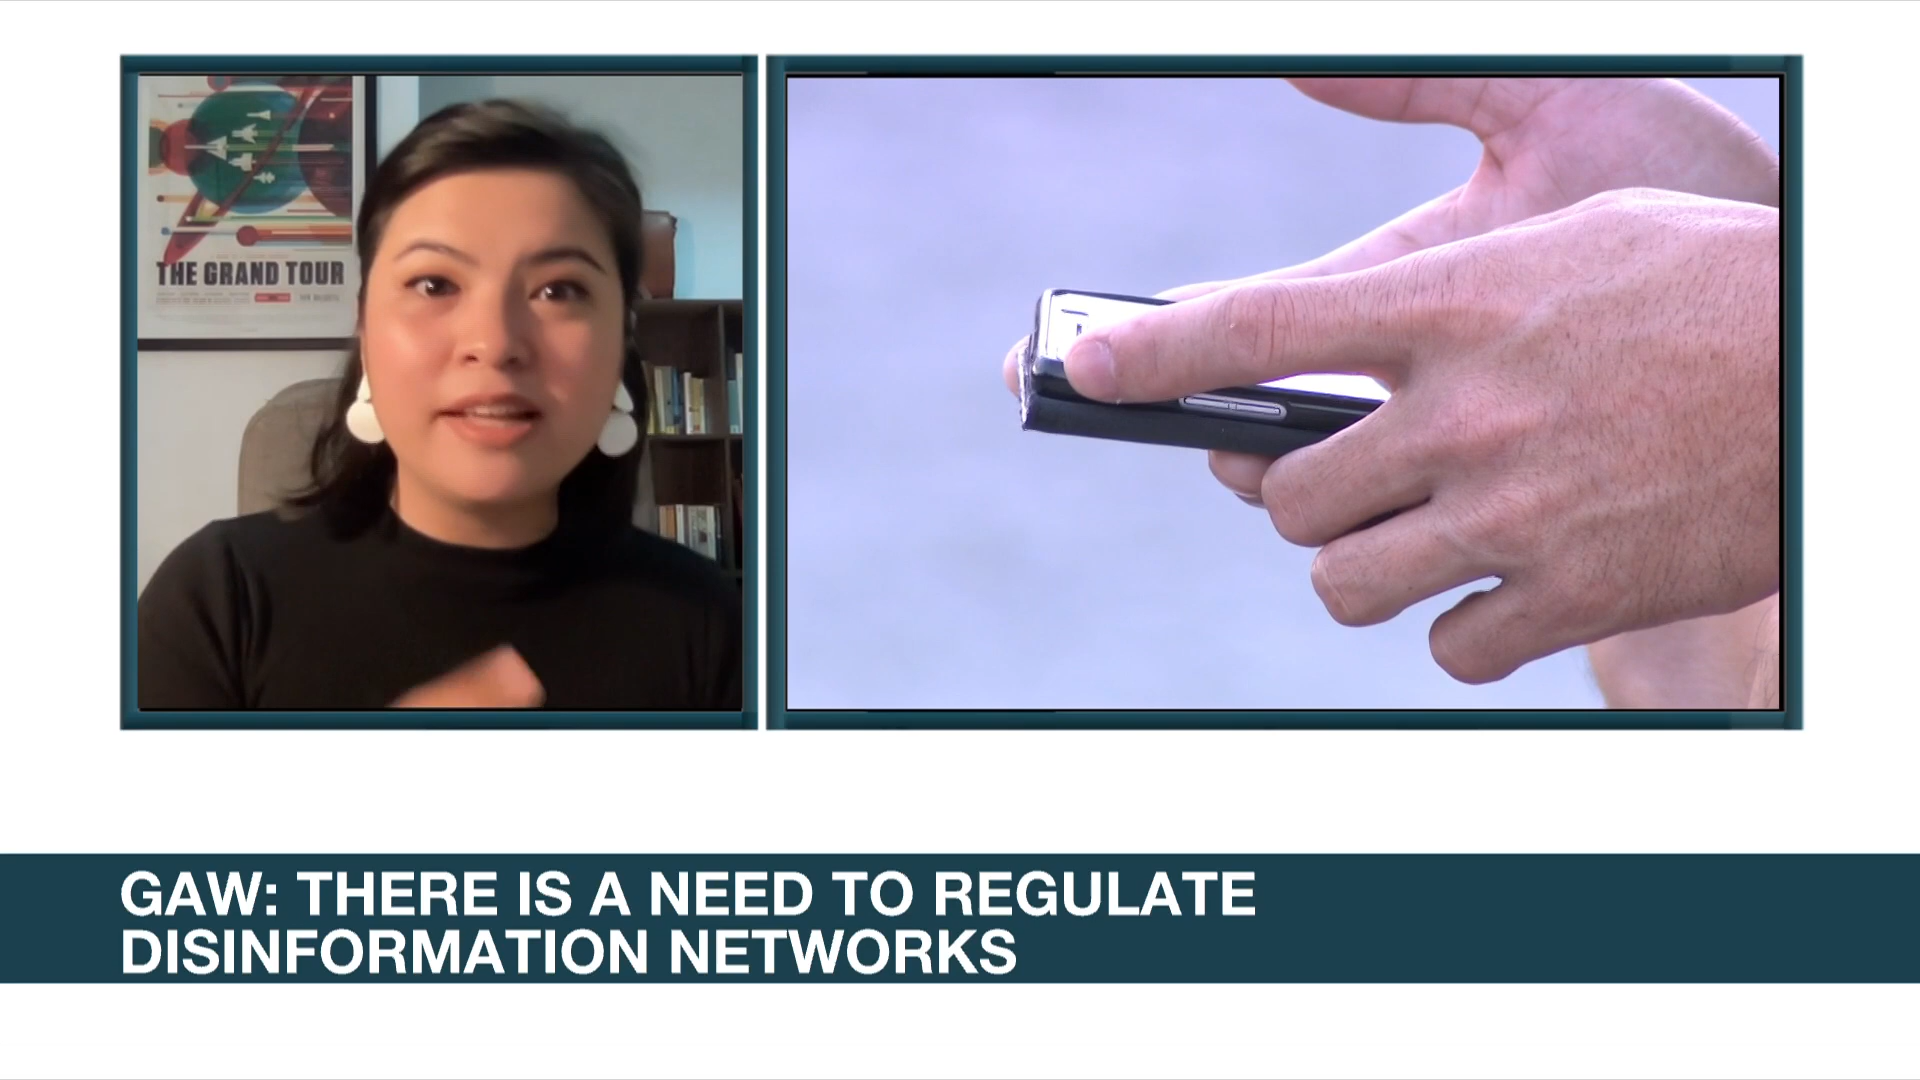 THE GRAND TOUR
GAW: THERE IS A NEED TO REGULATE
DISINFORMATION NETWORKS